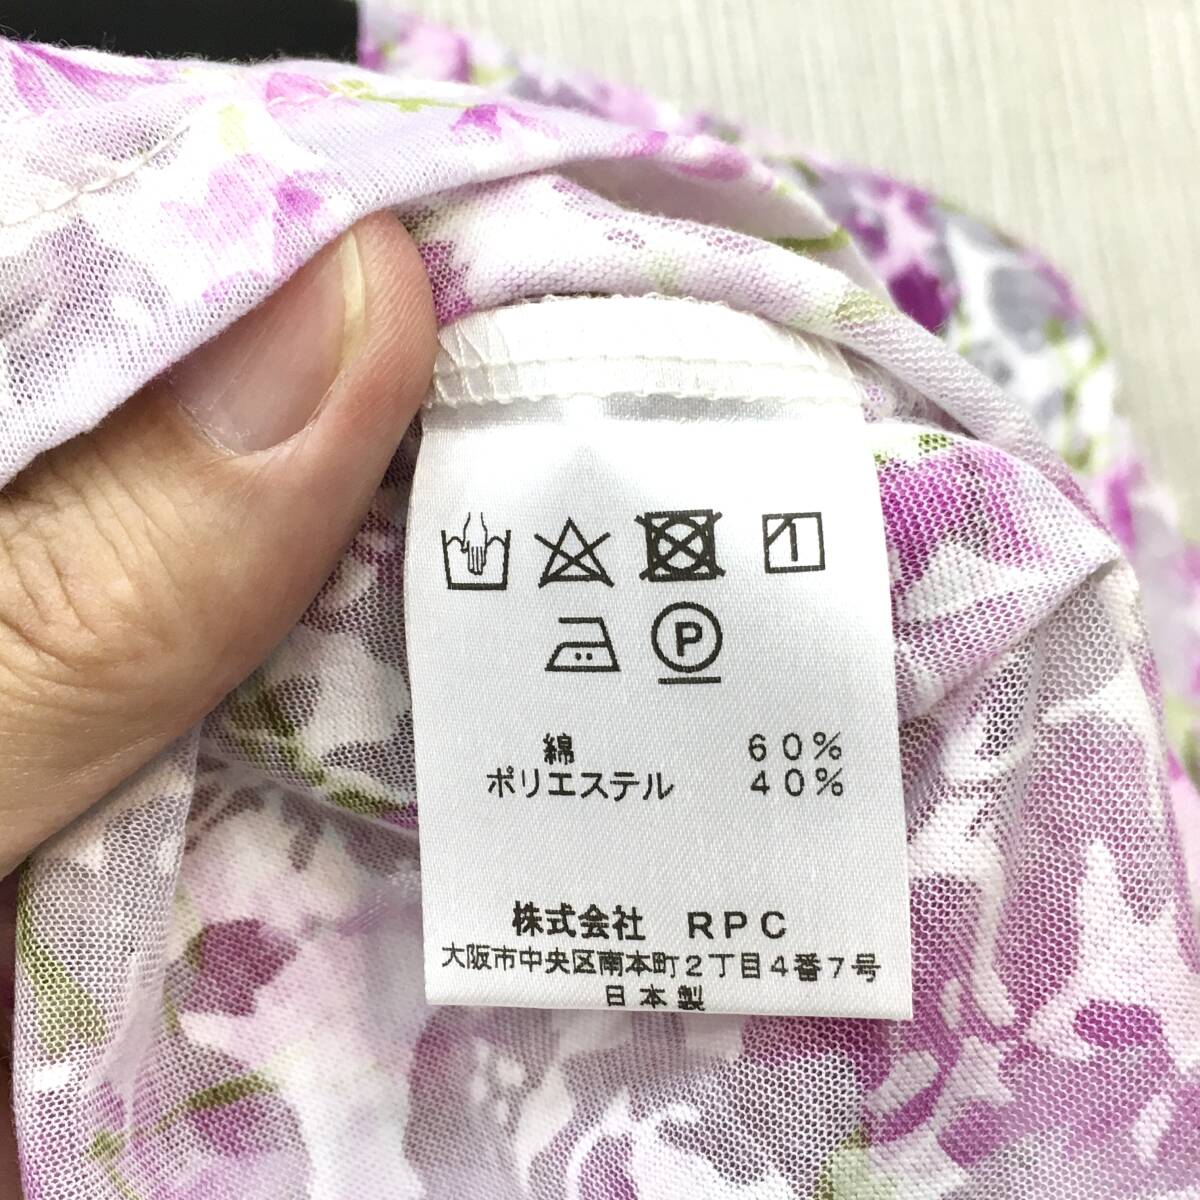 P
綿 60%
ポリエステル 40%
株式会社 RPC
大阪市中央区南本町2丁目4番7号
日本製